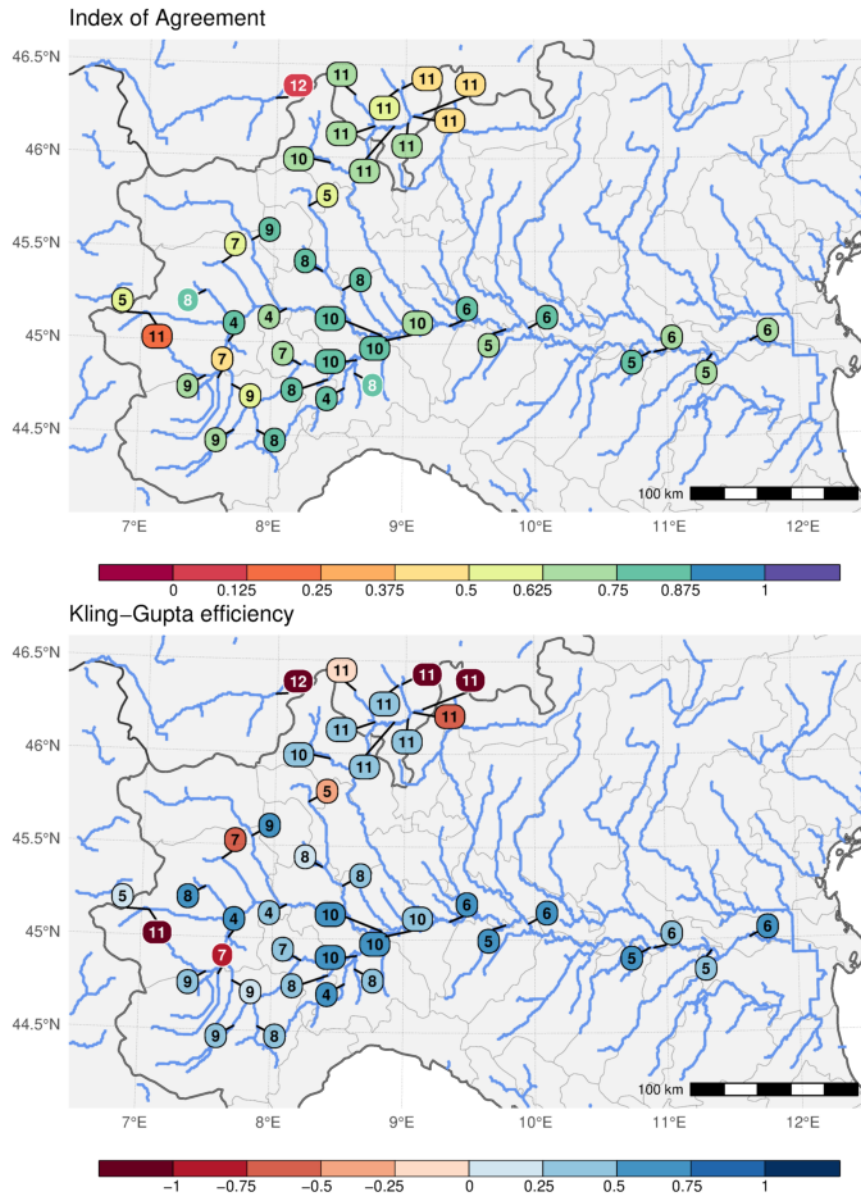 Index of Agreement
46.5°N
12 11 11 11
11
11
11
46°N
11
10
11
5
45.5°N
9
7
8
8
5
8
6
4 4 10 10 6
45°N
11
5
6
7
7
10
10
5
5
9
9
8
4
8
44.5°N
9 8
100 km
7°E 8°E 9°E 10°E 11°E 12°E
0 0.125 0.25 0.375 0.5 0.625 0.75 0.875 1
Kling−Gupta efficiency
46.5°N
12 11 11 11
11
11
11
46°N
11
10
11
5
45.5°N
9
7
8
8
5
8
6
4 4 10 10 6
45°N
11
5
6
6
7
7
10
10
5
5
9
9
8
4
8
44.5°N
9 8
100 km
7°E 8°E 9°E 10°E 11°E 12°E
−1 −0.75 −0.5 −0.25 0 0.25 0.5 0.75 1